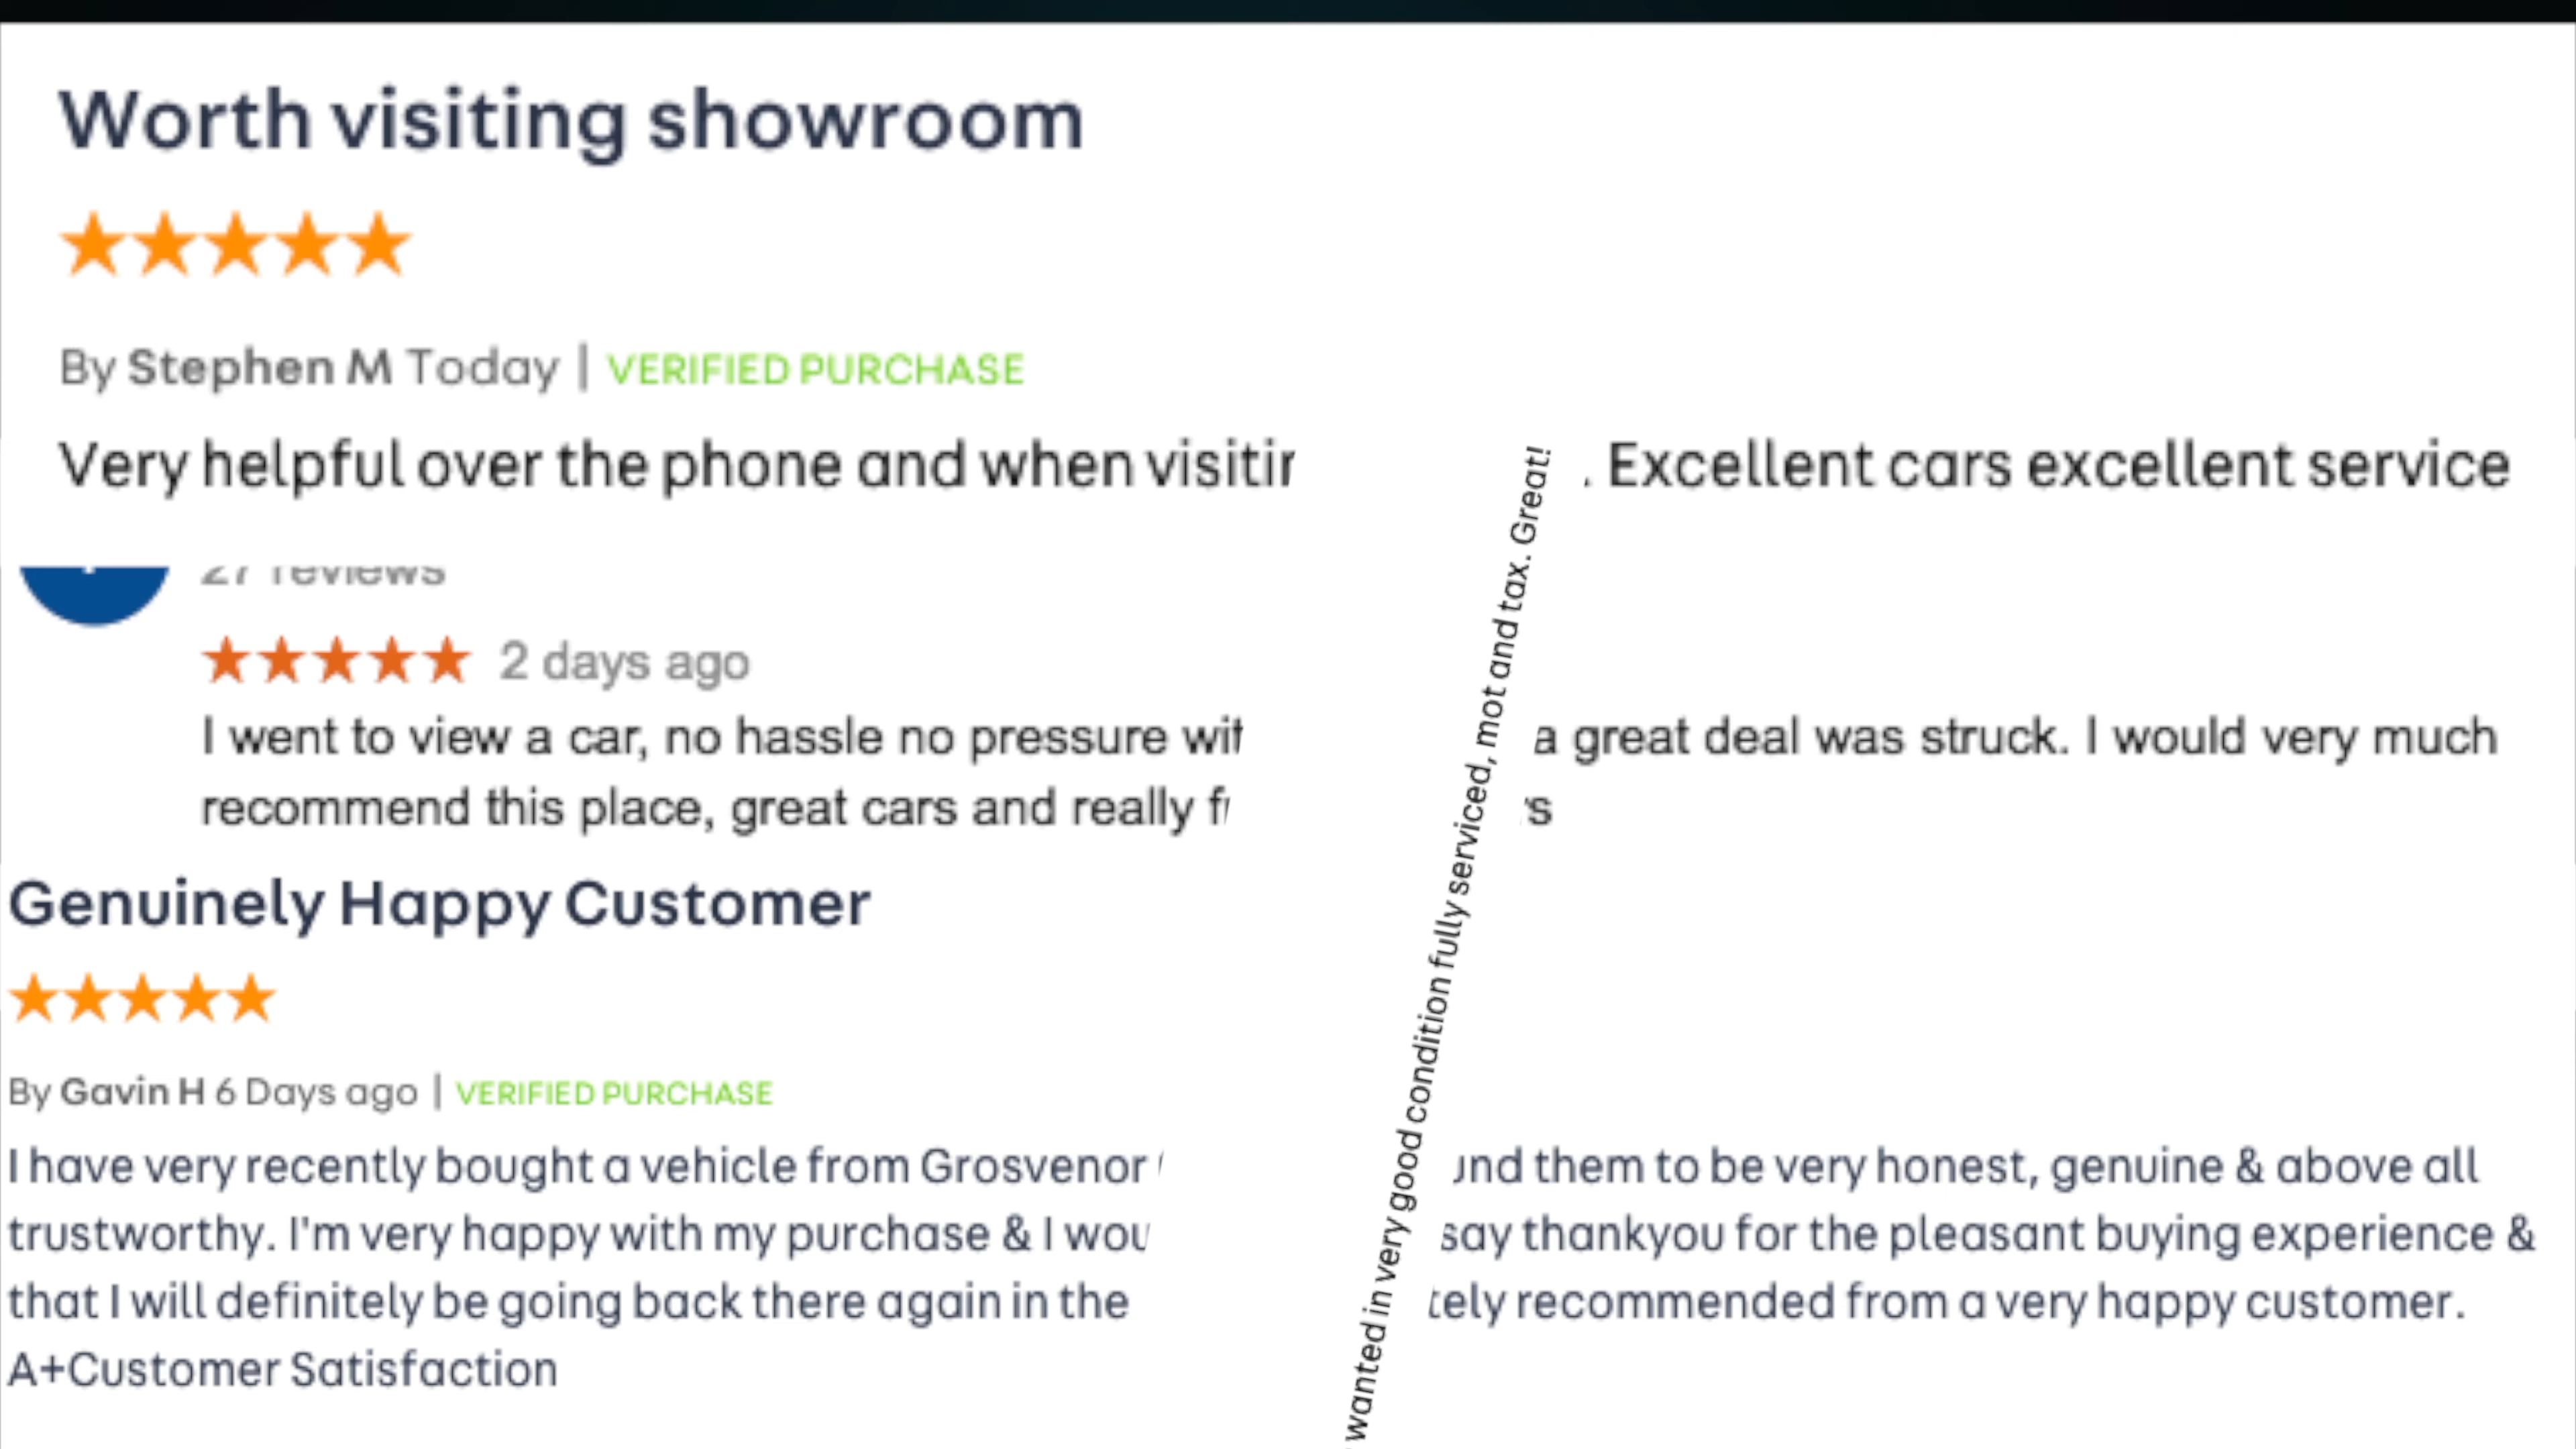 Worth visiting showroom
By Stephen M Today | VERIFIED PURCHASE
Very helpful over the phone and when
. Excellent cars excellent service
27 reviews
2 days ago
I went to view a car, no hassle no pressure
a great deal was struck. I would very much
recommend this place, great cars and really
Genuinely Happy Customer
By Gavin H 6 Days ago | VERIFIED PURCHASE
I have very recently bought a vehicle from Grosvenor
them to be very honest, genuine & above all
trustworthy. I'm very happy with my purchase & I
say thankyou for the pleasant buying experience &
that I will definitely be going back there again in the
recommended from a very happy customer.
A+Customer Satisfaction
wanted in very good condition fully serviced, mot and tax. Great!